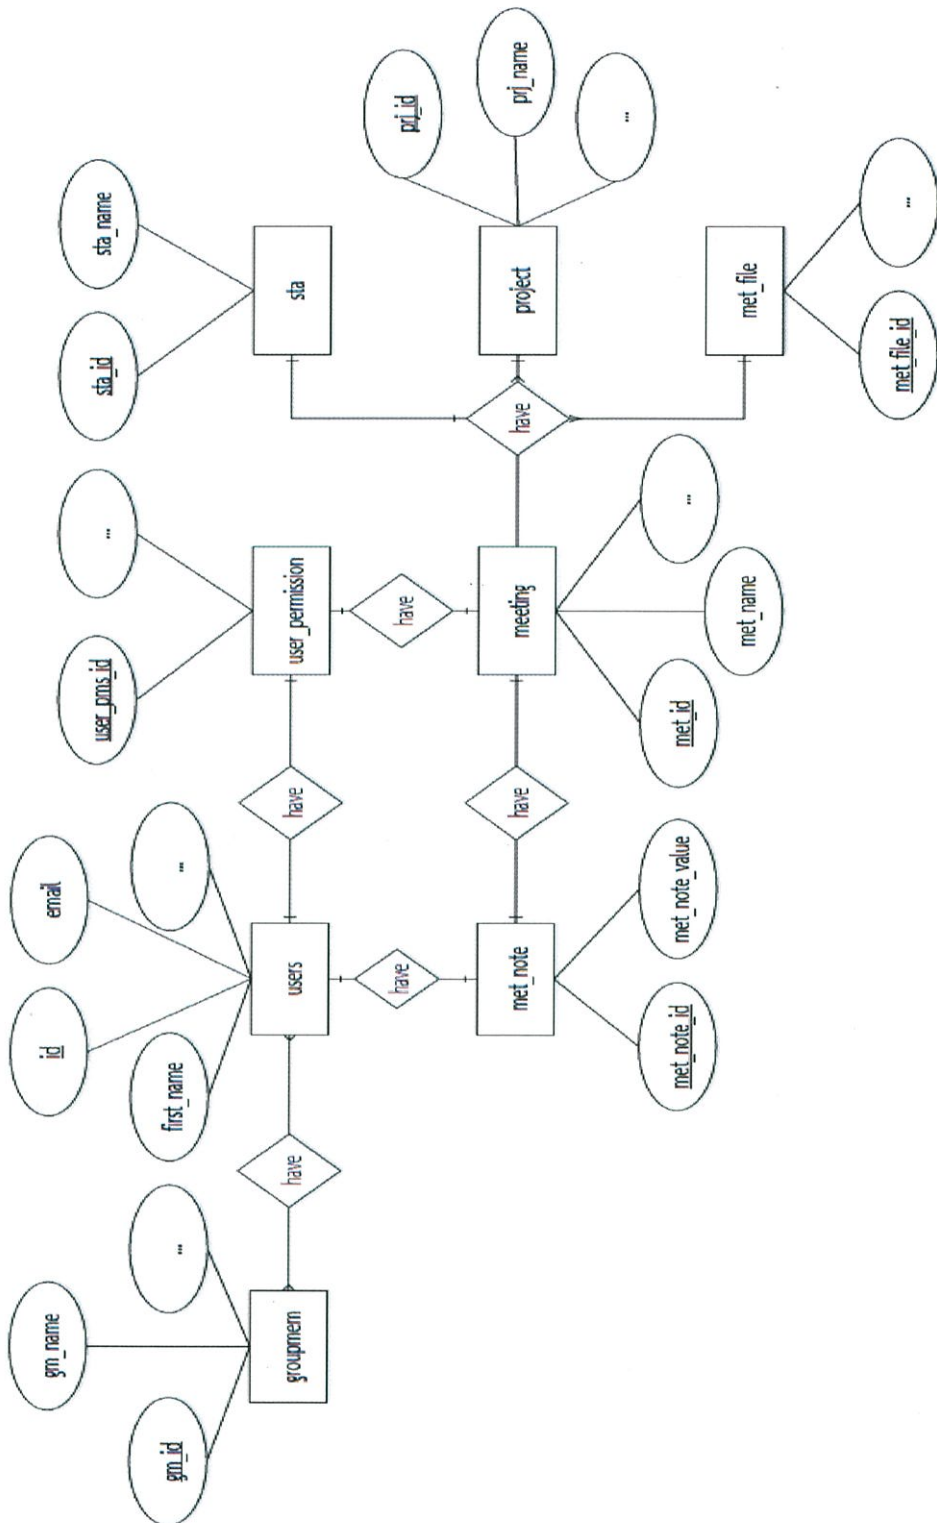 gm_name
id
email
user_pms_id
...
sta_id
sta_name
gm_id
...
first_name
...
groupmem
have
users
have
user_permission
sta
have
have
prj_id
met_note
have
meeting
have
project
prj_name
...
met_note_id
met_note_value
met_id
...
met_name
met_file
met_file_id
...